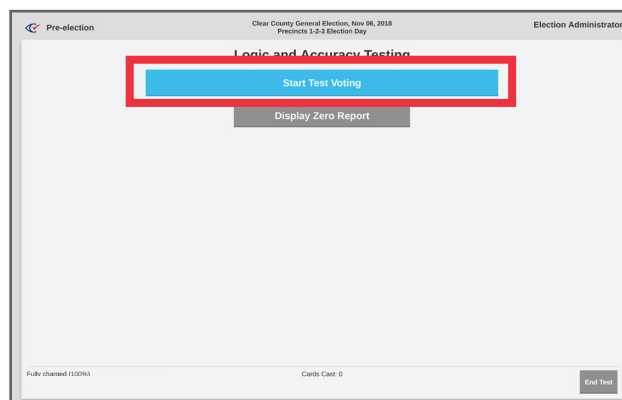 Pre-election
Clear County General Election, Nov 06, 2018
Precincts 1-2-3 Election Day
Election Administrator
Logic and Accuracy Testing
Start Test Voting
Display Zero Report
Fully charged (100%)
Cards Cast: 0
End Test